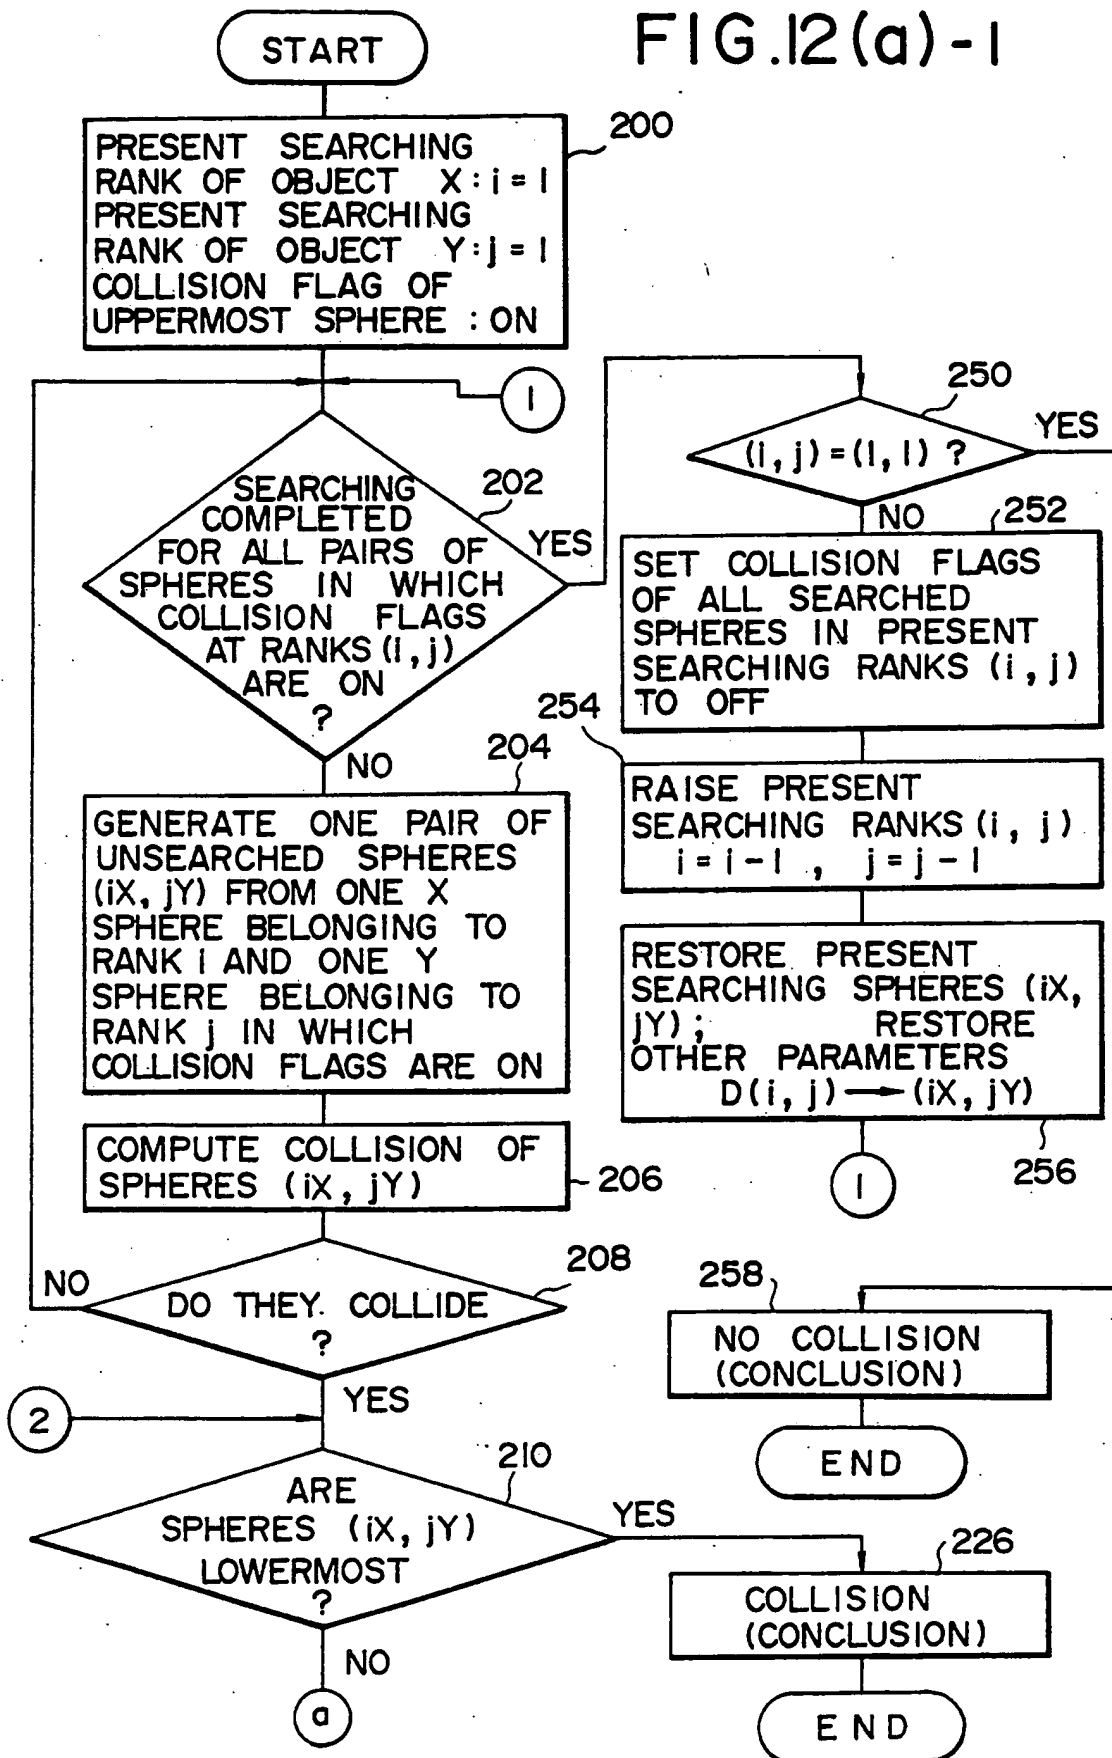 FIG.12(a)-1
START
200
PRESENT SEARCHING
RANK OF OBJECT X:i=1
PRESENT SEARCHING
RANK OF OBJECT Y:j=1
COLLISION FLAG OF
UPPERMOST SPHERE : ON
1
202
SEARCHING
COMPLETED
FOR ALL PAIRS OF
SPHERES IN WHICH
COLLISION FLAGS
AT RANKS (i,j)
ARE ON
?
YES
NO
204
GENERATE ONE PAIR OF
UNSEARCHED SPHERES
(iX, jY) FROM ONE X
SPHERE BELONGING TO
RANK i AND ONE Y
SPHERE BELONGING TO
RANK j IN WHICH
COLLISION FLAGS ARE ON
COMPUTE COLLISION OF
SPHERES (iX, jY)
206
208
NO
DO THEY COLLIDE
?
YES
2
210
ARE
SPHERES (iX, jY)
LOWERMOST
?
YES
NO
a
250
(i, j) = (1, 1) ?
YES
NO
252
SET COLLISION FLAGS
OF ALL SEARCHED
SPHERES IN PRESENT
SEARCHING RANKS (i, j)
TO OFF
254
RAISE PRESENT
SEARCHING RANKS (i, j)
i = i-1 , j = j-1
RESTORE PRESENT
SEARCHING SPHERES (iX,
jY); RESTORE
OTHER PARAMETERS
D(i, j) → (iX, jY)
256
1
258
NO COLLISION
(CONCLUSION)
END
226
COLLISION
(CONCLUSION)
END